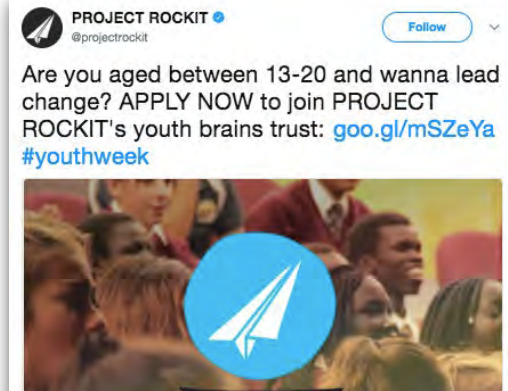 PROJECT ROCKIT
@projectrockit
Follow
Are you aged between 13-20 and wanna lead
change? APPLY NOW to join PROJECT
ROCKIT's youth brains trust: goo.gl/mSZeYa
#youthweek